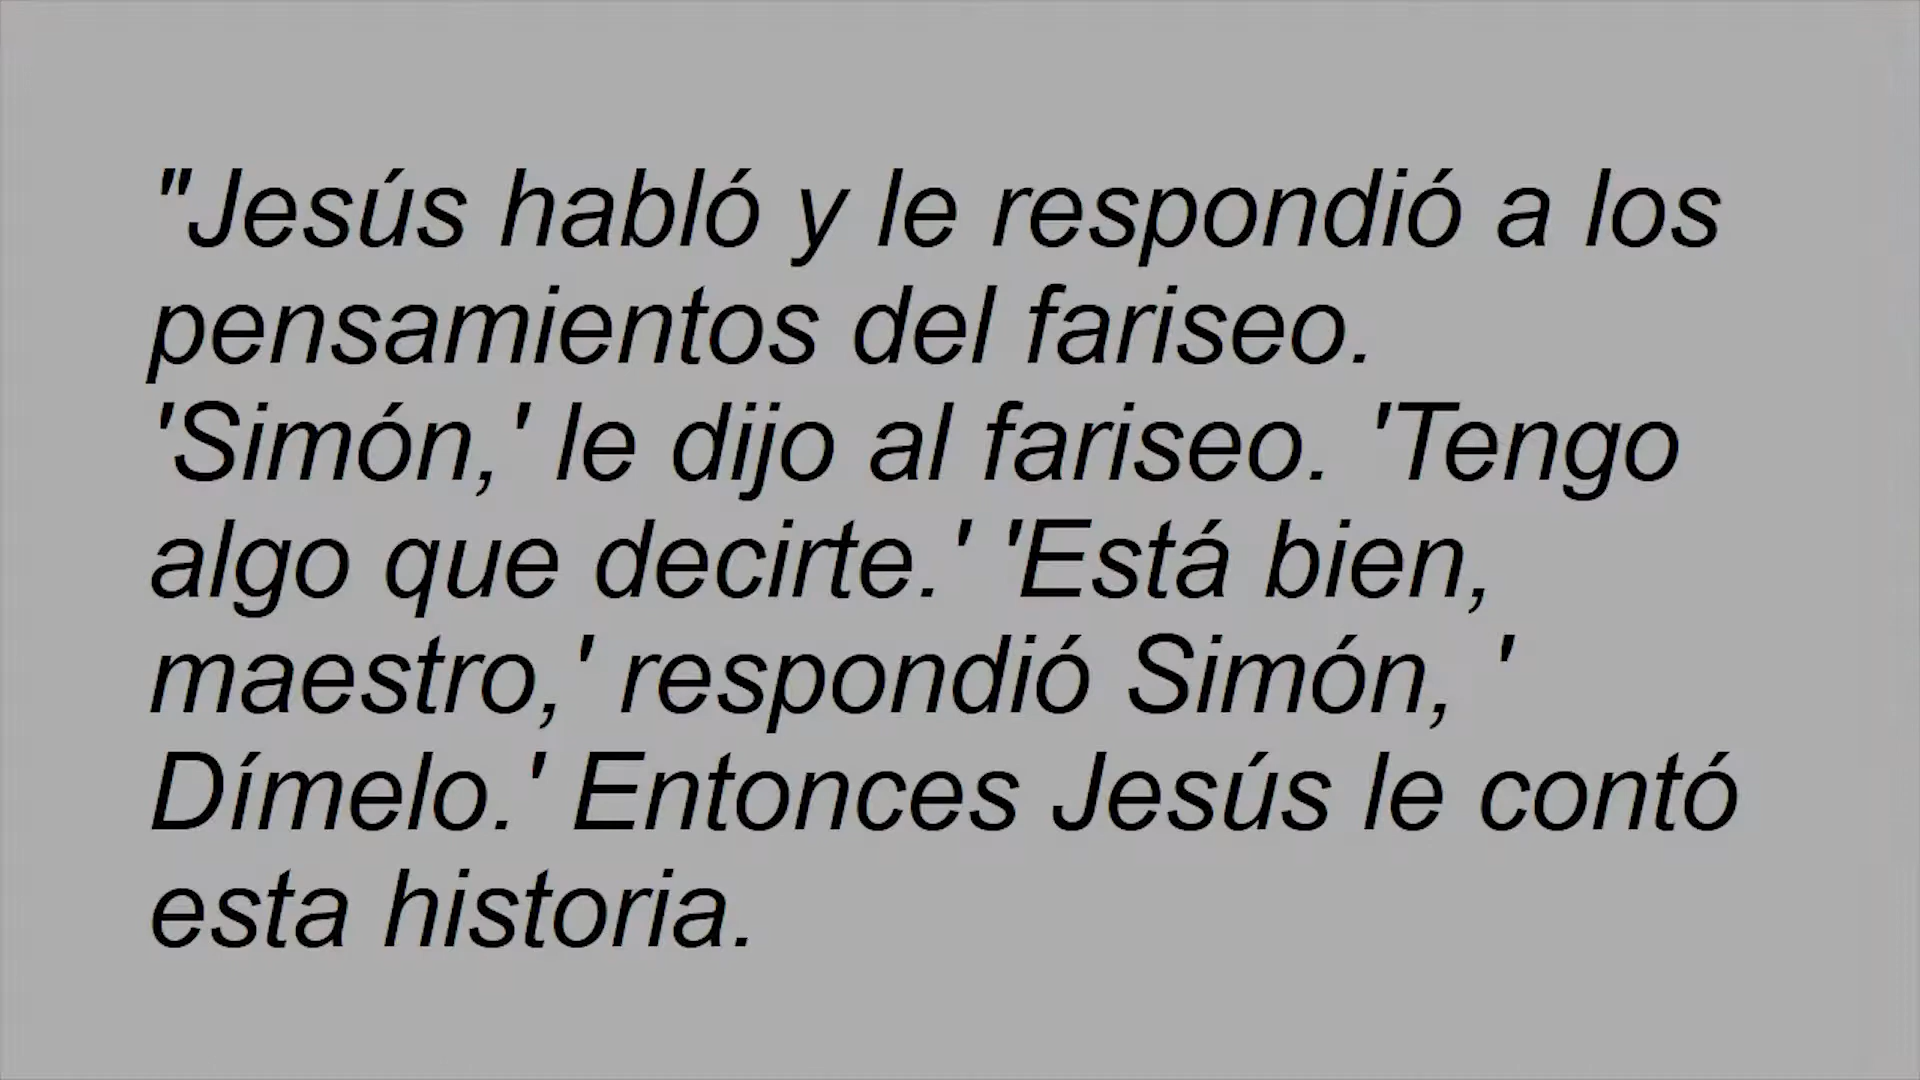 "Jesús habló y le respondió a los
pensamientos del fariseo.
'Simón,' le dijo al fariseo. 'Tengo
algo que decirte.' 'Está bien,
maestro,' respondió Simón, '
Dímelo.' Entonces Jesús le contó
esta historia.